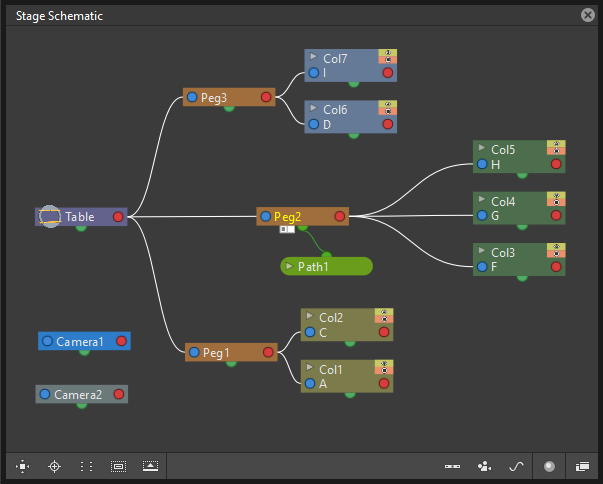 Stage Schematic
Col7
I
Peg3
Col6
D
Col5
H
Table
Peg2
Col4
G
Path1
Col3
F
Camera1
Peg1
Col2
C
Col1
A
Camera2